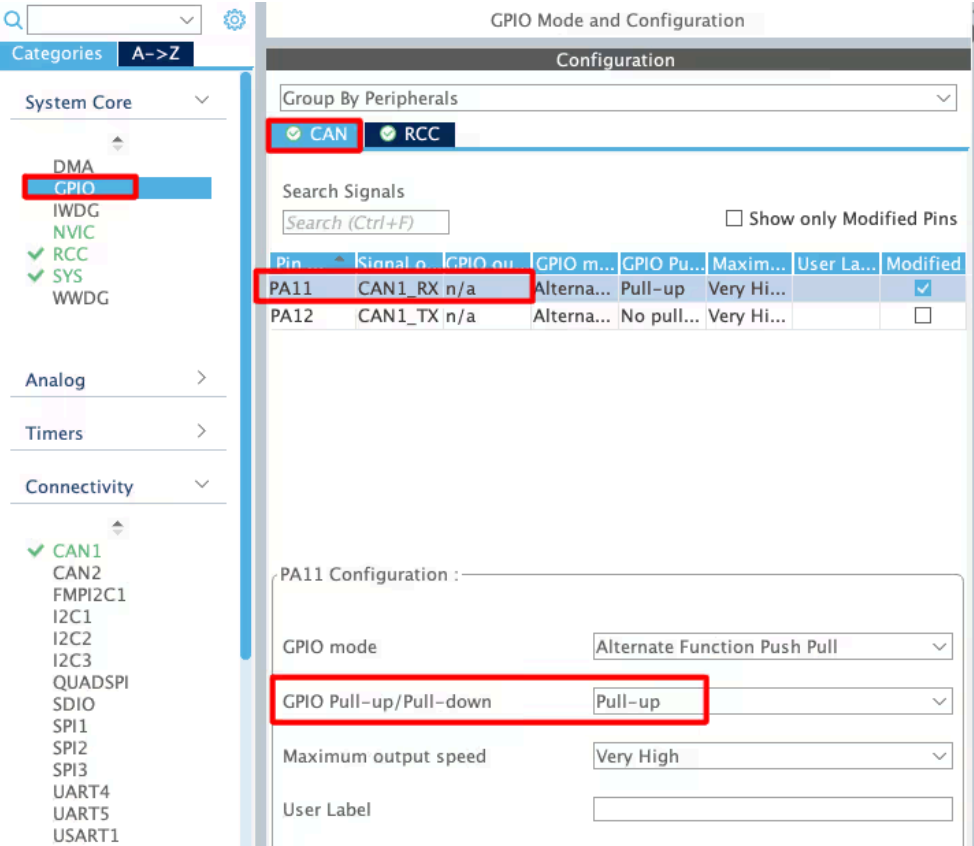 GPIO Mode and Configuration
Categories A->Z
Configuration
System Core
Group By Peripherals
CAN RCC
DMA
GPIO
IWDG
NVIC
RCC
SYS
WWDG
Search Signals
Search (Ctrl+F)
Show only Modified Pins
Pin ... Signal o... GPIO ou... GPIO m... GPIO Pu... Maxim... User La... Modified
PA11 CAN1_RX n/a Alterna... Pull-up Very Hi...
PA12 CAN1_TX n/a Alterna... No pull... Very Hi...
Analog
Timers
Connectivity
CAN1
CAN2
FMPI2C1
I2C1
I2C2
I2C3
QUADSPI
SDIO
SPI1
SPI2
SPI3
UART4
UART5
USART1
PA11 Configuration :
GPIO mode Alternate Function Push Pull
GPIO Pull-up/Pull-down Pull-up
Maximum output speed Very High
User Label